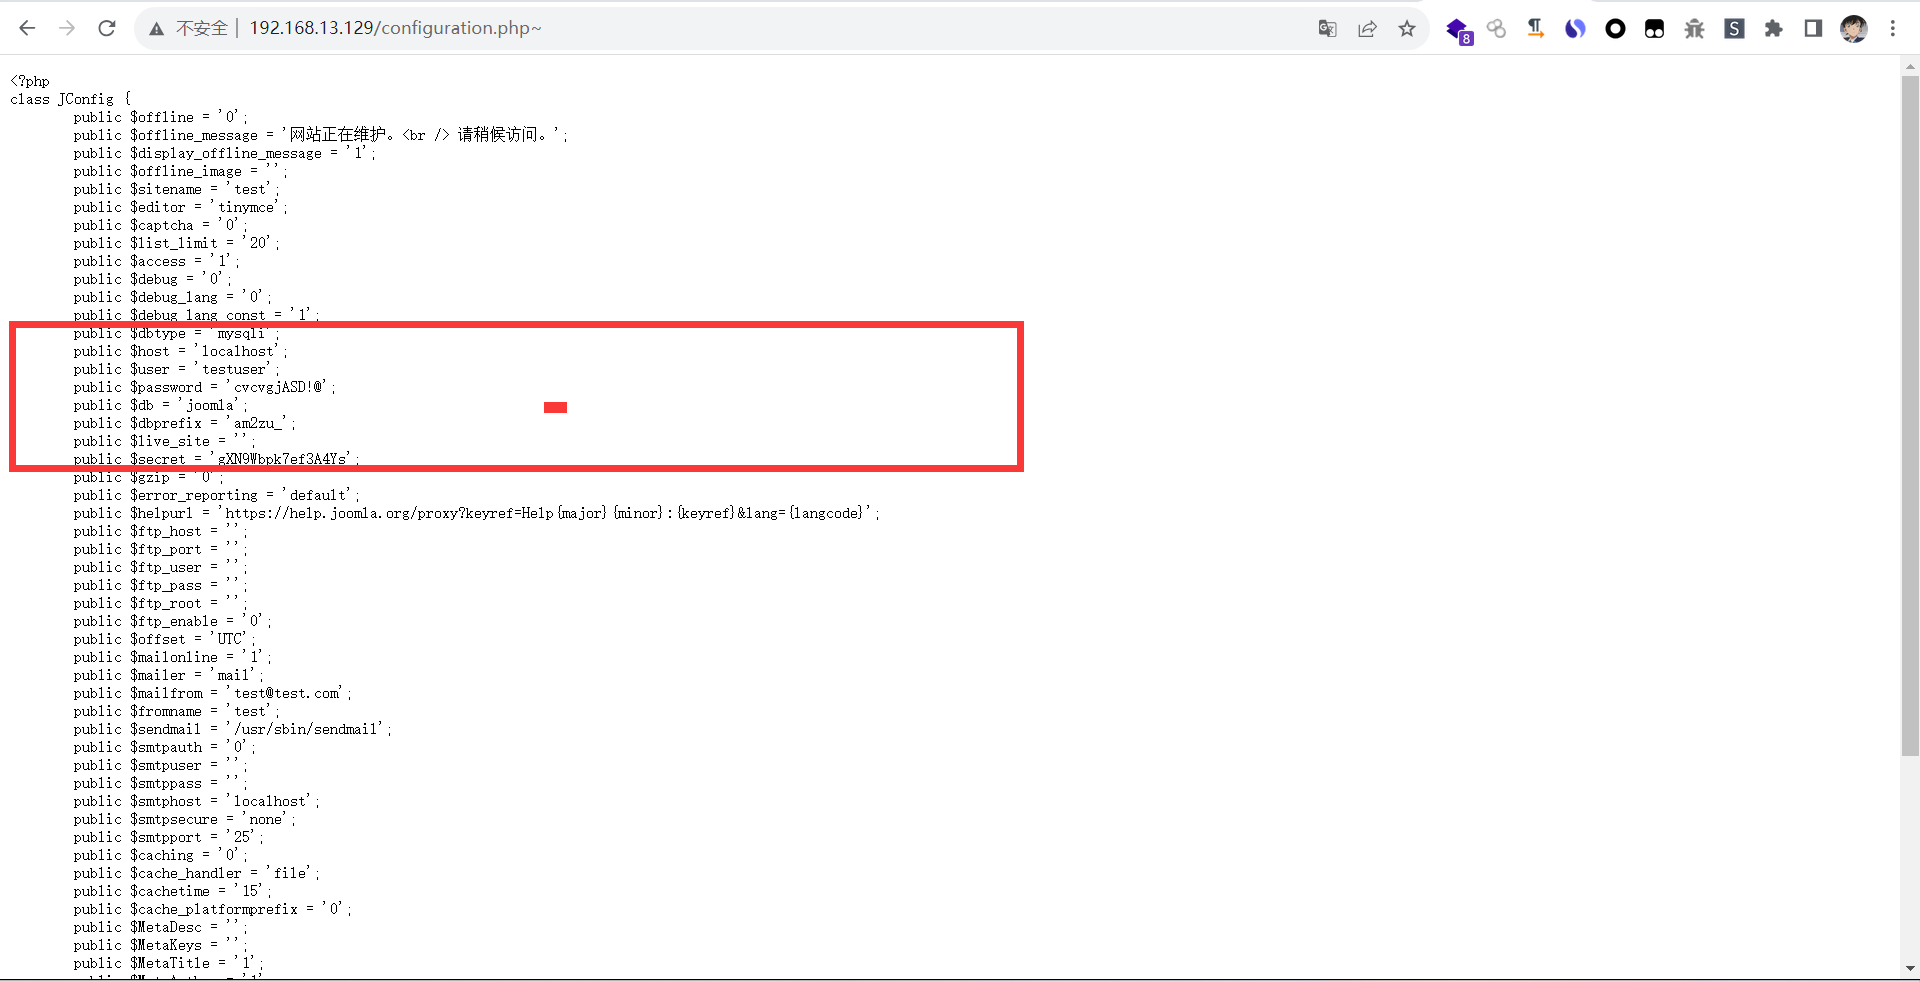 不安全 | 192.168.13.129/configuration.php~
8
S
<?php
class JConfig {
public $offline = '0';
public $offline_message = '网站正在维护。<br /> 请稍候访问。';
public $display_offline_message = '1';
public $offline_image = '';
public $sitename = 'test';
public $editor = 'tinymce';
public $captcha = '0';
public $list_limit = '20';
public $access = '1';
public $debug = '0';
public $debug_lang = '0';
public $debug_lang_const = '1';
public $dbtype = 'mysqli';
public $host = 'localhost';
public $user = 'testuser';
public $password = 'cvcvgjASD!@';
public $db = 'joomla';
public $dbprefix = 'am2zu_';
public $live_site = '';
public $secret = 'gXN9Wbpk7ef3A4Ys';
public $gzip = '0';
public $error_reporting = 'default';
public $helpurl = 'https://help.joomla.org/proxy?keyref=Help{major}{minor}:{keyref}&lang={langcode}';
public $ftp_host = '';
public $ftp_port = '';
public $ftp_user = '';
public $ftp_pass = '';
public $ftp_root = '';
public $ftp_enable = '0';
public $offset = 'UTC';
public $mailonline = '1';
public $mailer = 'mail';
public $mailfrom = 'test@test.com';
public $fromname = 'test';
public $sendmail = '/usr/sbin/sendmail';
public $smtpauth = '0';
public $smtpuser = '';
public $smtppass = '';
public $smtphost = 'localhost';
public $smtpsecure = 'none';
public $smtpport = '25';
public $caching = '0';
public $cache_handler = 'file';
public $cachetime = '15';
public $cache_platformprefix = '0';
public $MetaDesc = '';
public $MetaKeys = '';
public $MetaTitle = '1';